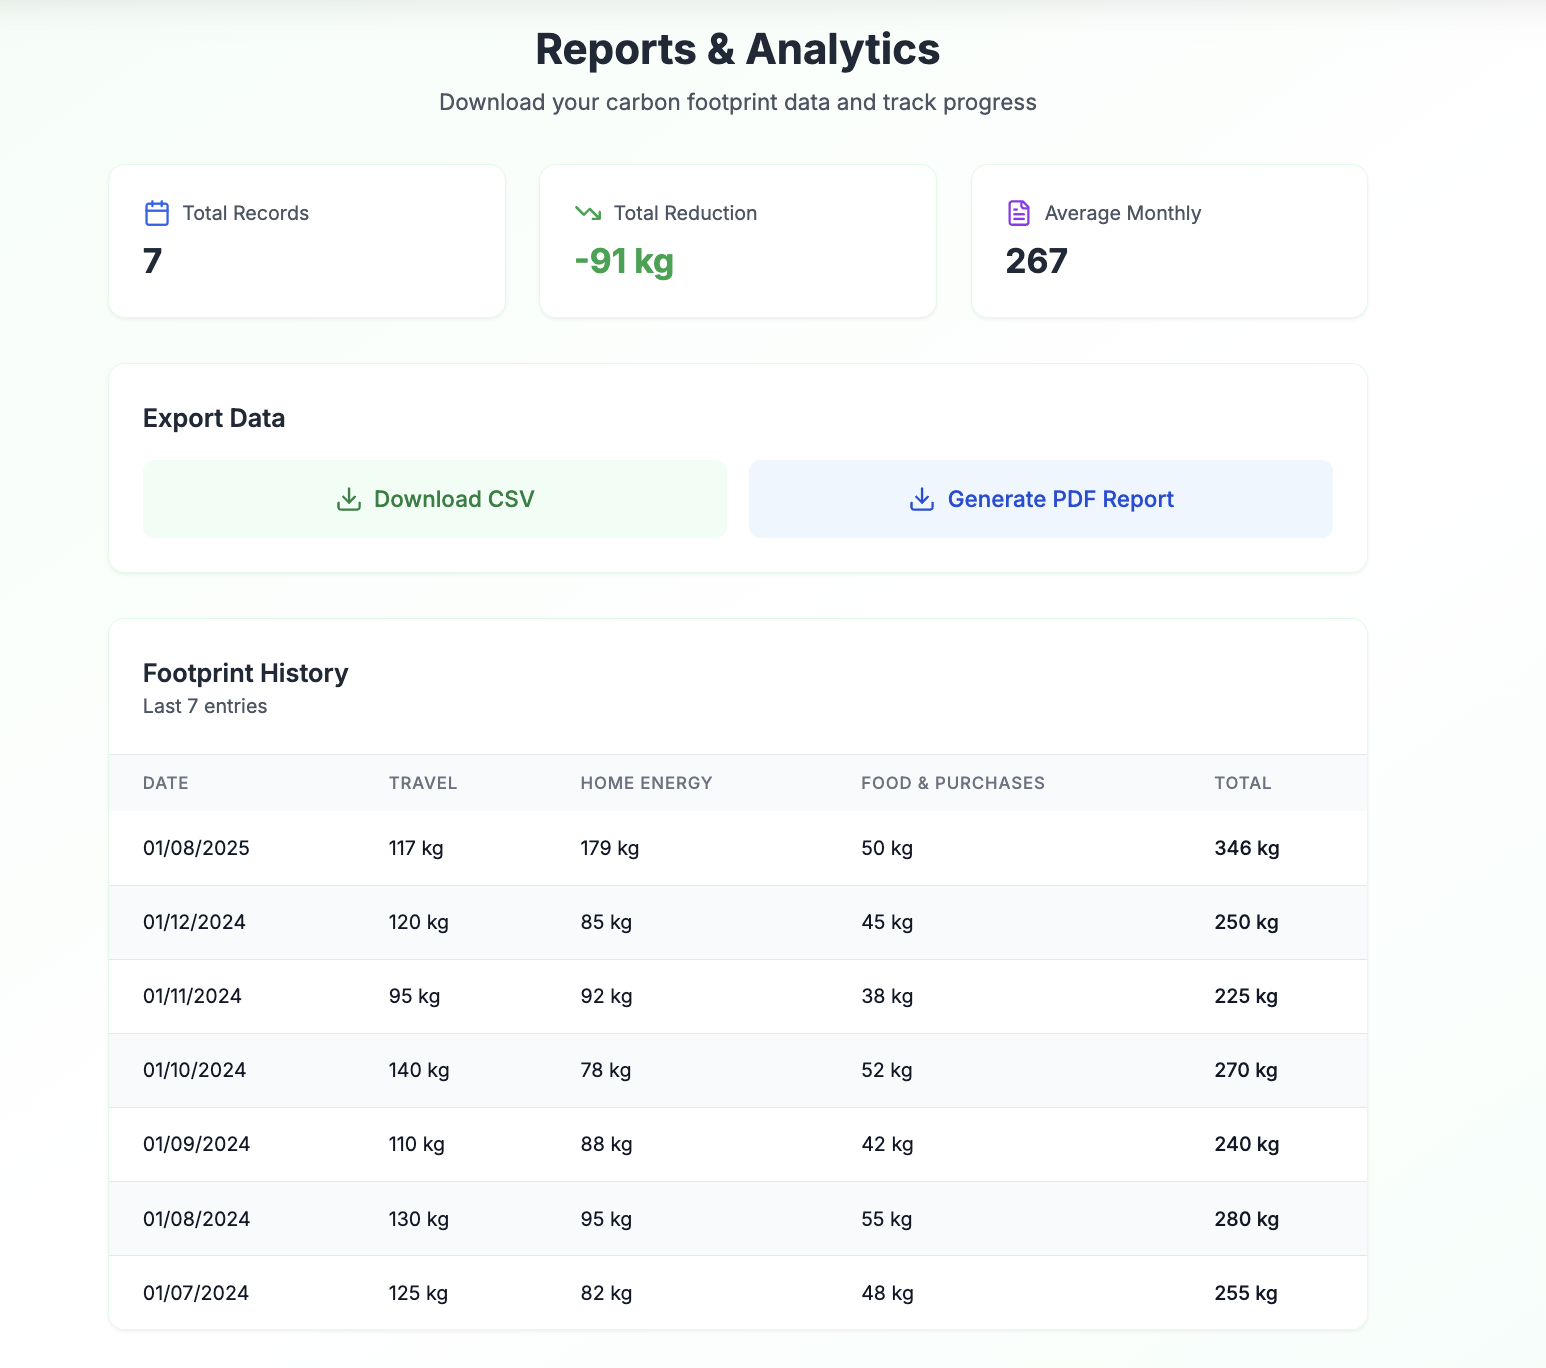 Reports & Analytics
Download your carbon footprint data and track progress
Total Records
7
Total Reduction
-91 kg
Average Monthly
267
Export Data
Download CSV
Generate PDF Report
Footprint History
Last 7 entries
DATE TRAVEL HOME ENERGY FOOD & PURCHASES TOTAL
01/08/2025 117 kg 179 kg 50 kg 346 kg
01/12/2024 120 kg 85 kg 45 kg 250 kg
01/11/2024 95 kg 92 kg 38 kg 225 kg
01/10/2024 140 kg 78 kg 52 kg 270 kg
01/09/2024 110 kg 88 kg 42 kg 240 kg
01/08/2024 130 kg 95 kg 55 kg 280 kg
01/07/2024 125 kg 82 kg 48 kg 255 kg